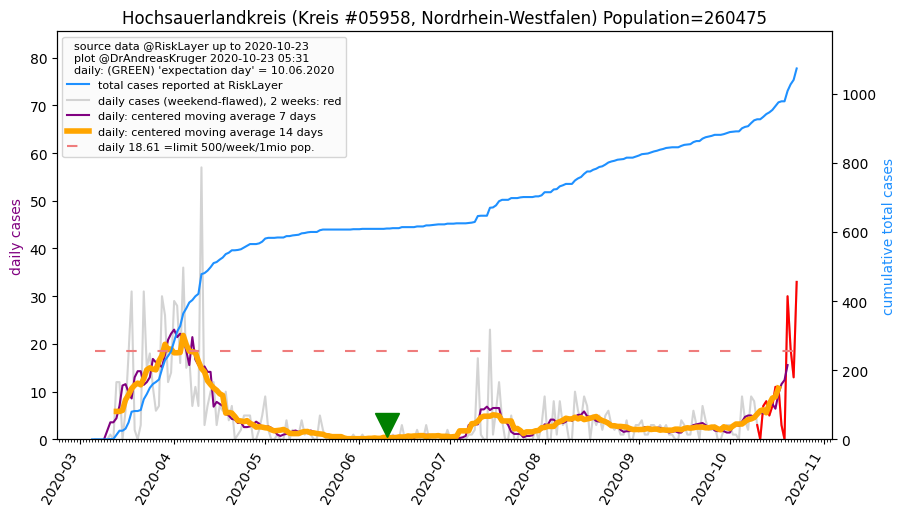 Hochsauerlandkreis (Kreis #05958, Nordrhein-Westfalen) Population=260475
source data @RiskLayer up to 2020-10-23
plot @DrAndreasKruger 2020-10-23 05:31
daily: (GREEN) 'expectation day' = 10.06.2020
total cases reported at RiskLayer
daily cases (weekend-flawed), 2 weeks: red
daily: centered moving average 7 days
daily: centered moving average 14 days
daily 18.61 =limit 500/week/1mio pop.
daily cases
80
70
60
50
40
30
20
10
0
cumulative total cases
1000
800
600
400
200
0
2020-03
2020-04
2020-05
2020-06
2020-07
2020-08
2020-09
2020-10
2020-11